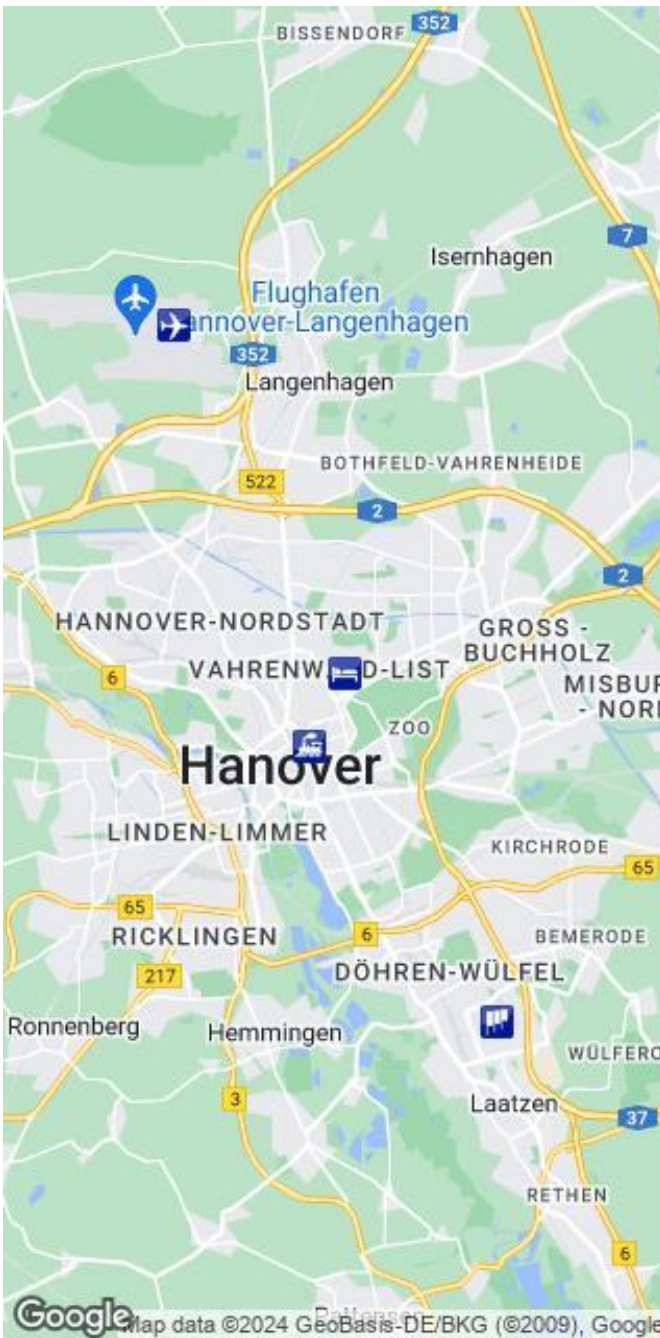 BISSENDORF
352
7
Isernhagen
Flughafen
annover-Langenhagen
352
Langenhagen
BOTHFELD-VAHRENHEIDE
522
2
2
HANNOVER-NORDSTADT
GROSS -
BUCHHOLZ
VAHRENW D-LIST
6
MISBUR
- NOR
ZOO
Hanover
LINDEN-LIMMER
KIRCHRODE
65
65
6
RICKLINGEN
BEMERODE
217
DÖHREN-WÜLFEL
Ronnenberg
Hemmingen
WÜLFERO
3
Laatzen
37
RETHEN
6
Pattensen
Google
Map data ©2024 GeoBasis-DE/BKG (©2009), Google